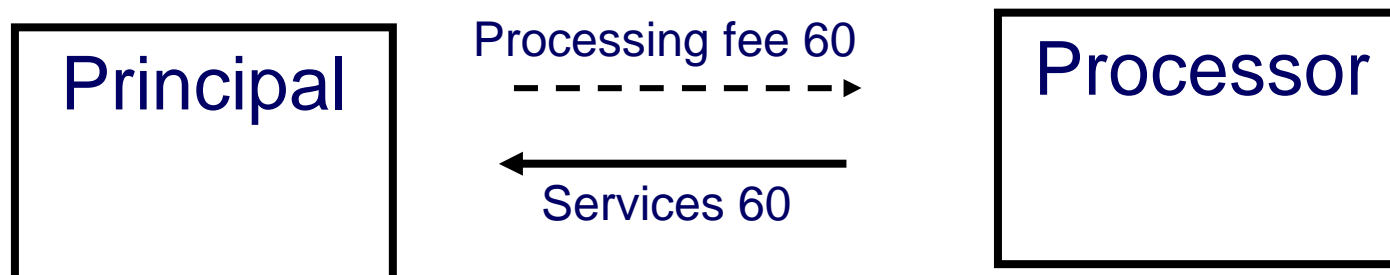 Principal
Processing fee 60
Services 60
Processor